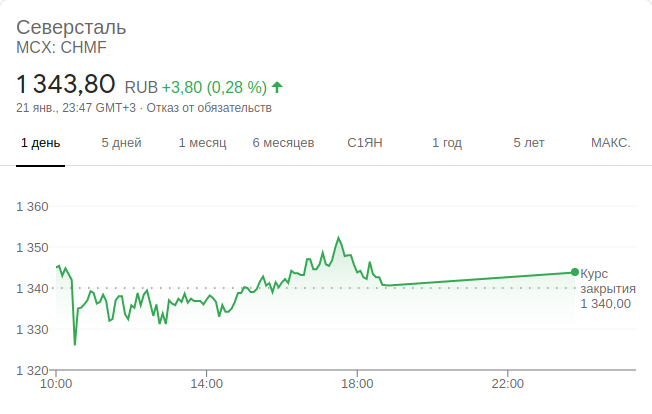 Северсталь
MCX: CHMF
1 343,80 RUB +3,80 (0,28 %)
21 янв., 23:47 GMT+3 · Отказ от обязательств
1 день 5 дней 1 месяц 6 месяцев С1ЯН 1 год 5 лет МАКС.
1 360
1 350
1 340
1 330
1 320
Курс
закрытия
1 340,00
10:00 14:00 18:00 22:00